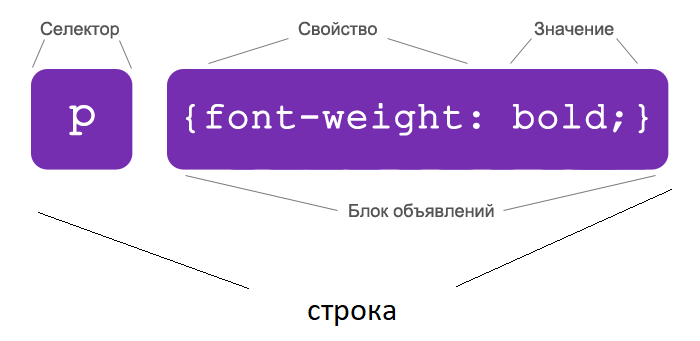 Селектор Свойство Значение
p {font-weight: bold;}
Блок объявлений
строка